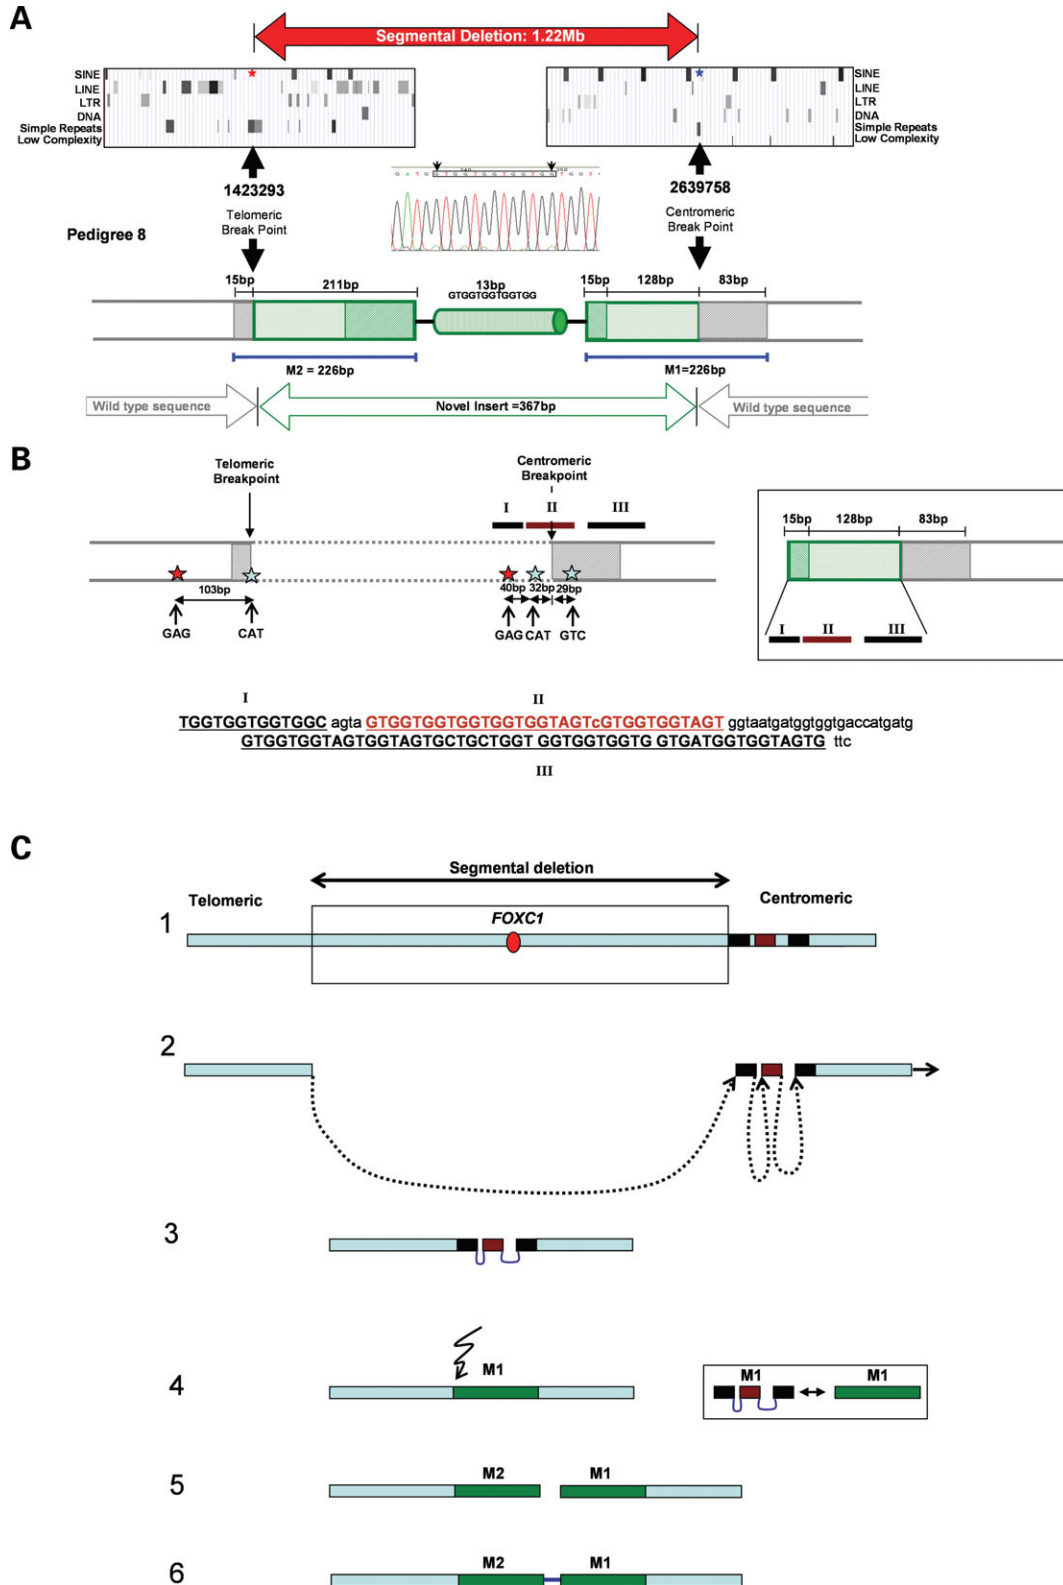 A
Segmental Deletion: 1.22Mb
SINE
LINE
LTR
DNA
Simple Repeats
Low Complexity
SINE
LINE
LTR
DNA
Simple Repeats
Low Complexity
1423293
Telomeric
Break Point
2639758
Centromeric
Break Point
Pedigree 8
15bp
211bp
13bp
GTGGTGGTGGTGG
15bp
128bp
83bp
M2 = 226bp
M1=226bp
Wild type sequence
Novel Insert =367bp
Wild type sequence
B
Telomeric
Breakpoint
Centromeric
Breakpoint
I
II
III
103bp
40bp
32bp
29bp
GAG
CAT
GAG
CAT
GTC
15bp
128bp
83bp
I
II
III
I
II
TGGTGGTGGTGGC agta GTGGTGGTGGTGGTGGTAGTcGTGGTGGTAGT ggtaatgatggtggtgaccatgatg
GTGGTGGTAGTGGTAGTGCTGCTGGT GGTGGTGGTG GTGATGGTGGTAGTG ttc
III
C
Segmental deletion
Telomeric
Centromeric
1
FOXC1
2
3
4
M1
M1
M1
5
M2
M1
6
M2
M1